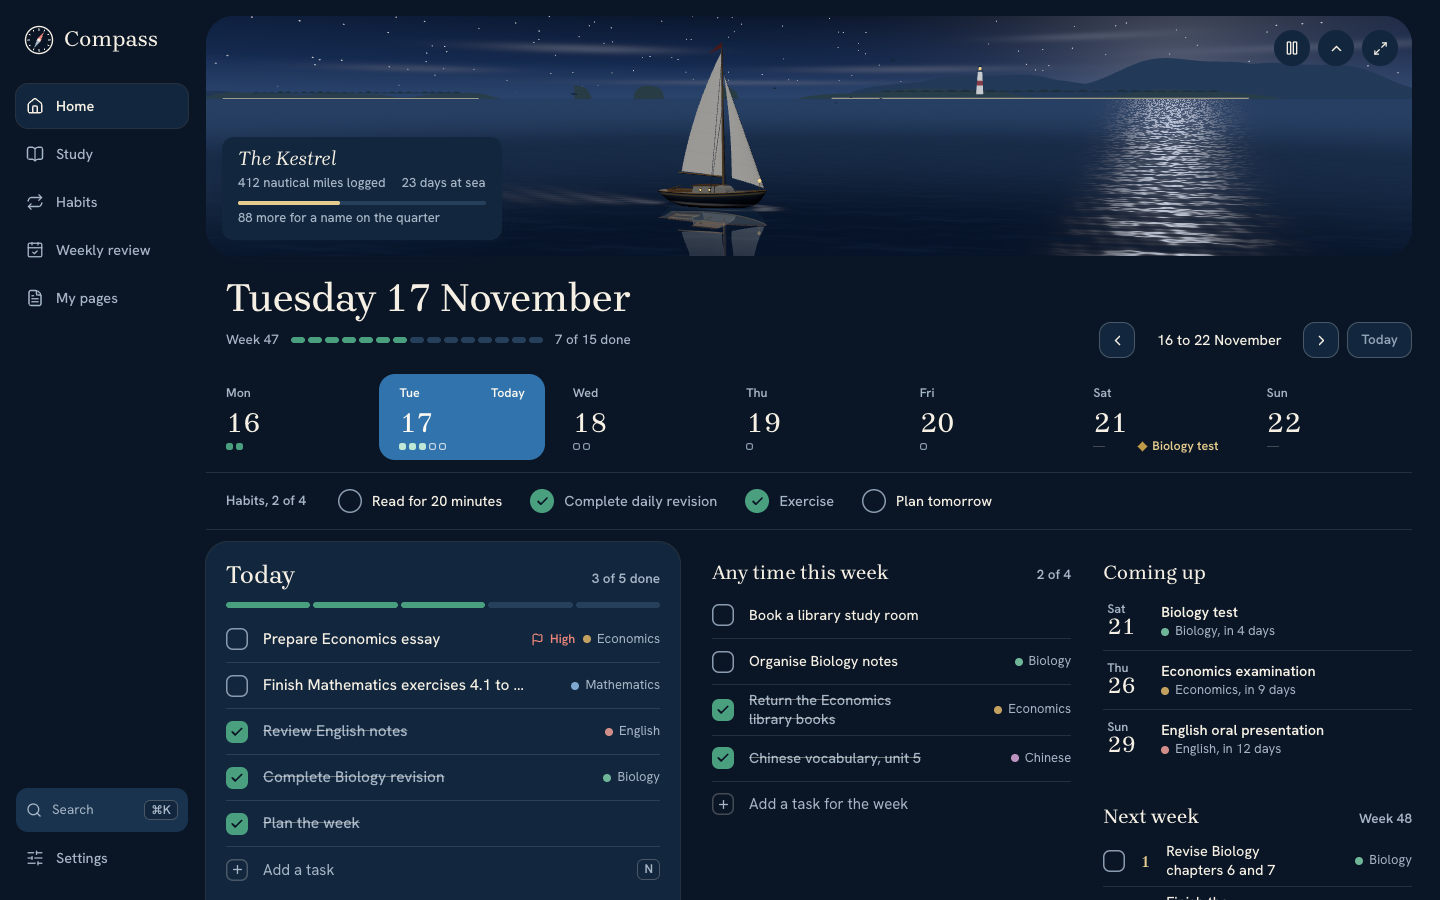 Compass
Home
Study
Habits
Weekly review
My pages
Search
⌘K
Settings
The Kestrel
412 nautical miles logged 23 days at sea
88 more for a name on the quarter
Tuesday 17 November
Week 47 7 of 15 done
16 to 22 November Today
Mon
16
Tue Today
17
Wed
18
Thu
19
Fri
20
Sat
21
— Biology test
Sun
22
—
Habits, 2 of 4 Read for 20 minutes Complete daily revision Exercise Plan tomorrow
Today 3 of 5 done
Prepare Economics essay High Economics
Finish Mathematics exercises 4.1 to ... Mathematics
Review English notes English
Complete Biology revision Biology
Plan the week
Add a task N
Any time this week 2 of 4
Book a library study room
Organise Biology notes Biology
Return the Economics
library books Economics
Chinese vocabulary, unit 5 Chinese
Add a task for the week
Coming up
Sat
21
Biology test
Biology, in 4 days
Thu
26
Economics examination
Economics, in 9 days
Sun
29
English oral presentation
English, in 12 days
Next week Week 48
1 Revise Biology
chapters 6 and 7 Biology